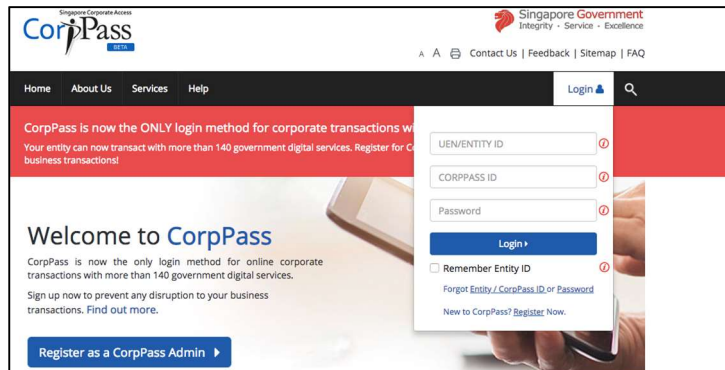 Singapore Corporate Access
CorpPass
BETA
Singapore Government
Integrity · Service · Excellence
A A Contact Us | Feedback | Sitemap | FAQ
Home About Us Services Help Login
CorpPass is now the ONLY login method for corporate transactions
Your entity can now transact with more than 140 government digital services. Register for
business transactions!
UEN/ENTITY ID
CORPPASS ID
Password
Login
Remember Entity ID
Forgot Entity / CorpPass ID or Password
New to CorpPass? Register Now.
Welcome to CorpPass
CorpPass is now the only login method for online corporate
transactions with more than 140 government digital services.
Sign up now to prevent any disruption to your business
transactions. Find out more.
Register as a CorpPass Admin